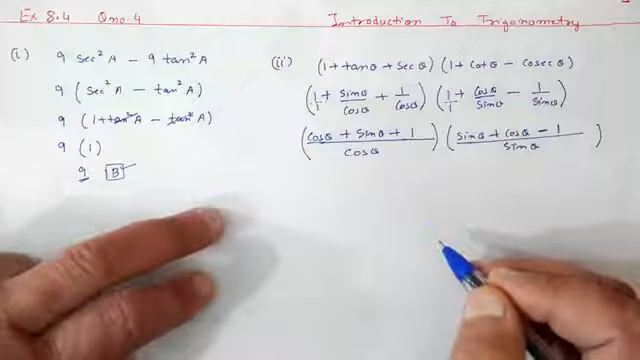 Ex 8.4 Qno. 4 Introduction To Trigonometry
(i) 9 sec²A − 9 tan²A
9 (sec²A − tan²A)
9 (1+tan²A − tan²A)
9 (1)
9 B
(ii) (1+tanθ+secθ) (1+cotθ − cosecθ)
(1/1 + sinθ/cosθ + 1/cosθ) (1/1 + cosθ/sinθ − 1/sinθ)
(cosθ + sinθ + 1 / cosθ) (sinθ + cosθ − 1 / sinθ)